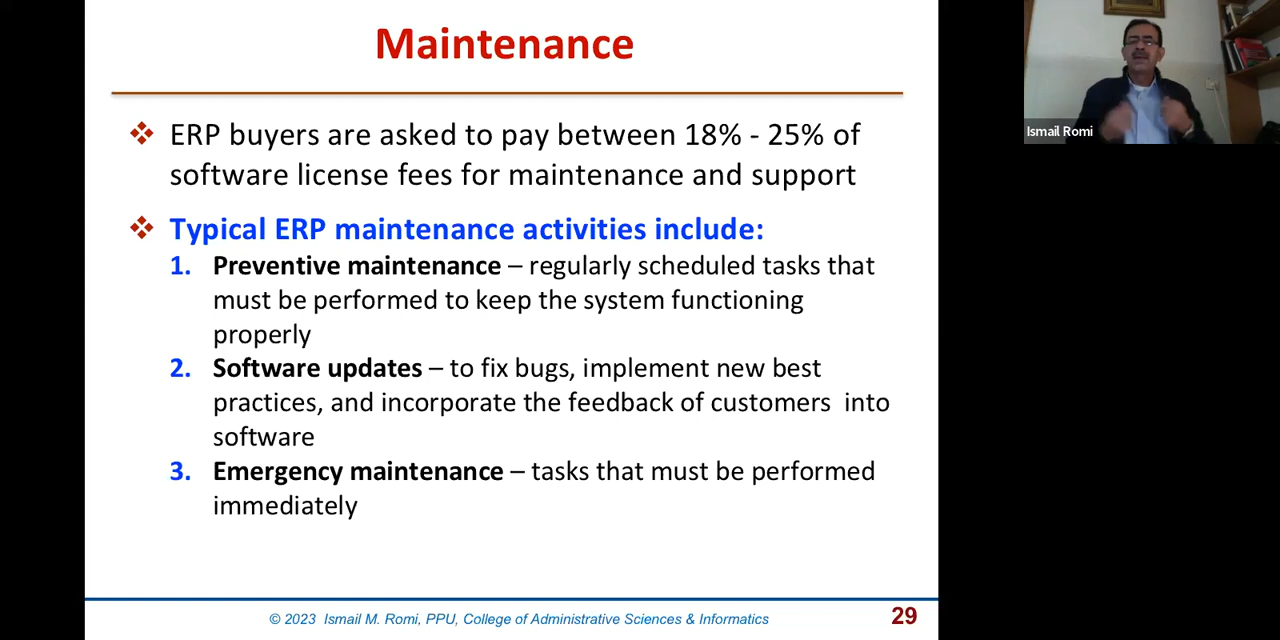 Maintenance
ERP buyers are asked to pay between 18% - 25% of
software license fees for maintenance and support
Typical ERP maintenance activities include:
1. Preventive maintenance – regularly scheduled tasks that
must be performed to keep the system functioning
properly
2. Software updates – to fix bugs, implement new best
practices, and incorporate the feedback of customers  into
software
3. Emergency maintenance – tasks that must be performed
immediately
© 2023  Ismail M. Romi, PPU, College of Administrative Sciences & Informatics
29
Ismail Romi